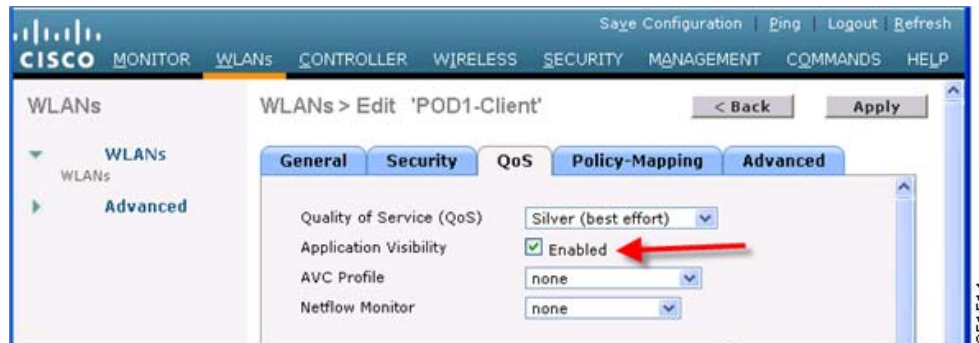 Save Configuration | Ping | Logout | Refresh
CISCO MONITOR WLANs CONTROLLER WIRELESS SECURITY MANAGEMENT COMMANDS HELP
WLANs
WLANs > Edit 'POD1-Client'
< Back
Apply
WLANs
WLANs
Advanced
General Security QoS Policy-Mapping Advanced
Quality of Service (QoS) Silver (best effort)
Application Visibility Enabled
AVC Profile none
Netflow Monitor none